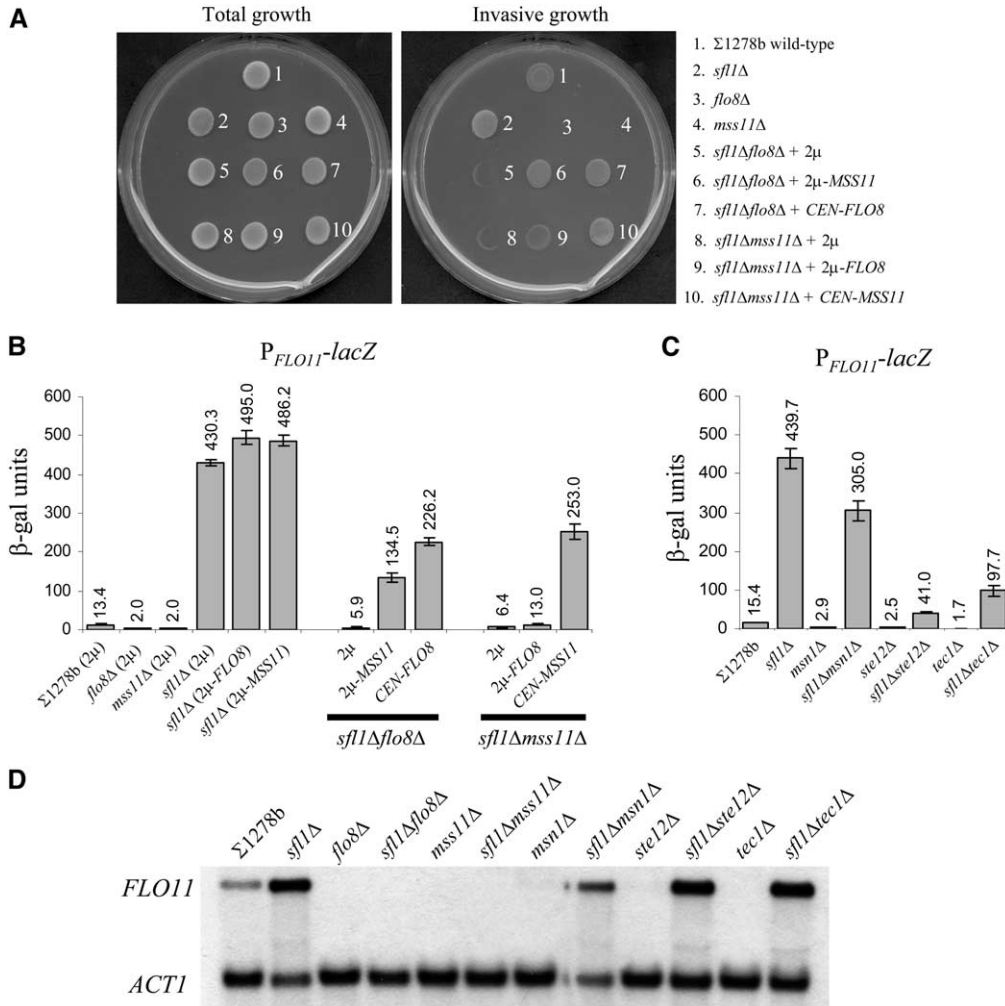 A
Total growth
Invasive growth
1
2
3
4
5
6
7
8
9
10
1
2
3
4
5
6
7
8
9
10
1. Σ1278b wild-type
2. sfl1Δ
3. flo8Δ
4. mss11Δ
5. sfl1Δflo8Δ + 2μ
6. sfl1Δflo8Δ + 2μ-MSS11
7. sfl1Δflo8Δ + CEN-FLO8
8. sfl1Δmss11Δ + 2μ
9. sfl1Δmss11Δ + 2μ-FLO8
10. sfl1Δmss11Δ + CEN-MSS11
B
P_FLO11-lacZ
β-gal units
600
500
400
300
200
100
0
13.4
2.0
2.0
430.3
495.0
486.2
5.9
134.5
226.2
6.4
13.0
253.0
Σ1278b (2μ)
flo8Δ (2μ)
mss11Δ (2μ)
sfl1Δ (2μ)
sfl1Δ (2μ-FLO8)
sfl1Δ (2μ-MSS11)
2μ
2μ-MSS11
CEN-FLO8
2μ
2μ-FLO8
CEN-MSS11
sfl1Δflo8Δ
sfl1Δmss11Δ
C
P_FLO11-lacZ
β-gal units
600
500
400
300
200
100
0
15.4
439.7
2.9
305.0
2.5
41.0
1.7
97.7
Σ1278b
sfl1Δ
msn1Δ
sfl1Δmsn1Δ
ste12Δ
sfl1Δste12Δ
tec1Δ
sfl1Δtec1Δ
D
Σ1278b
sfl1Δ
flo8Δ
sfl1Δflo8Δ
mss11Δ
sfl1Δmss11Δ
msn1Δ
sfl1Δmsn1Δ
ste12Δ
sfl1Δste12Δ
tec1Δ
sfl1Δtec1Δ
FLO11
ACT1